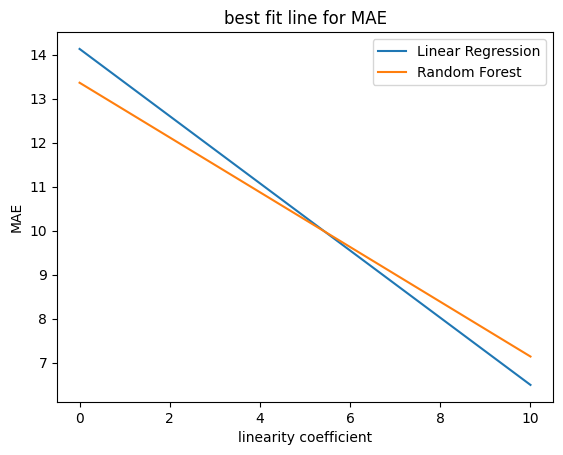 best fit line for MAE
Linear Regression
Random Forest
14
13
12
11
10
9
8
7
MAE
0 2 4 6 8 10
linearity coefficient